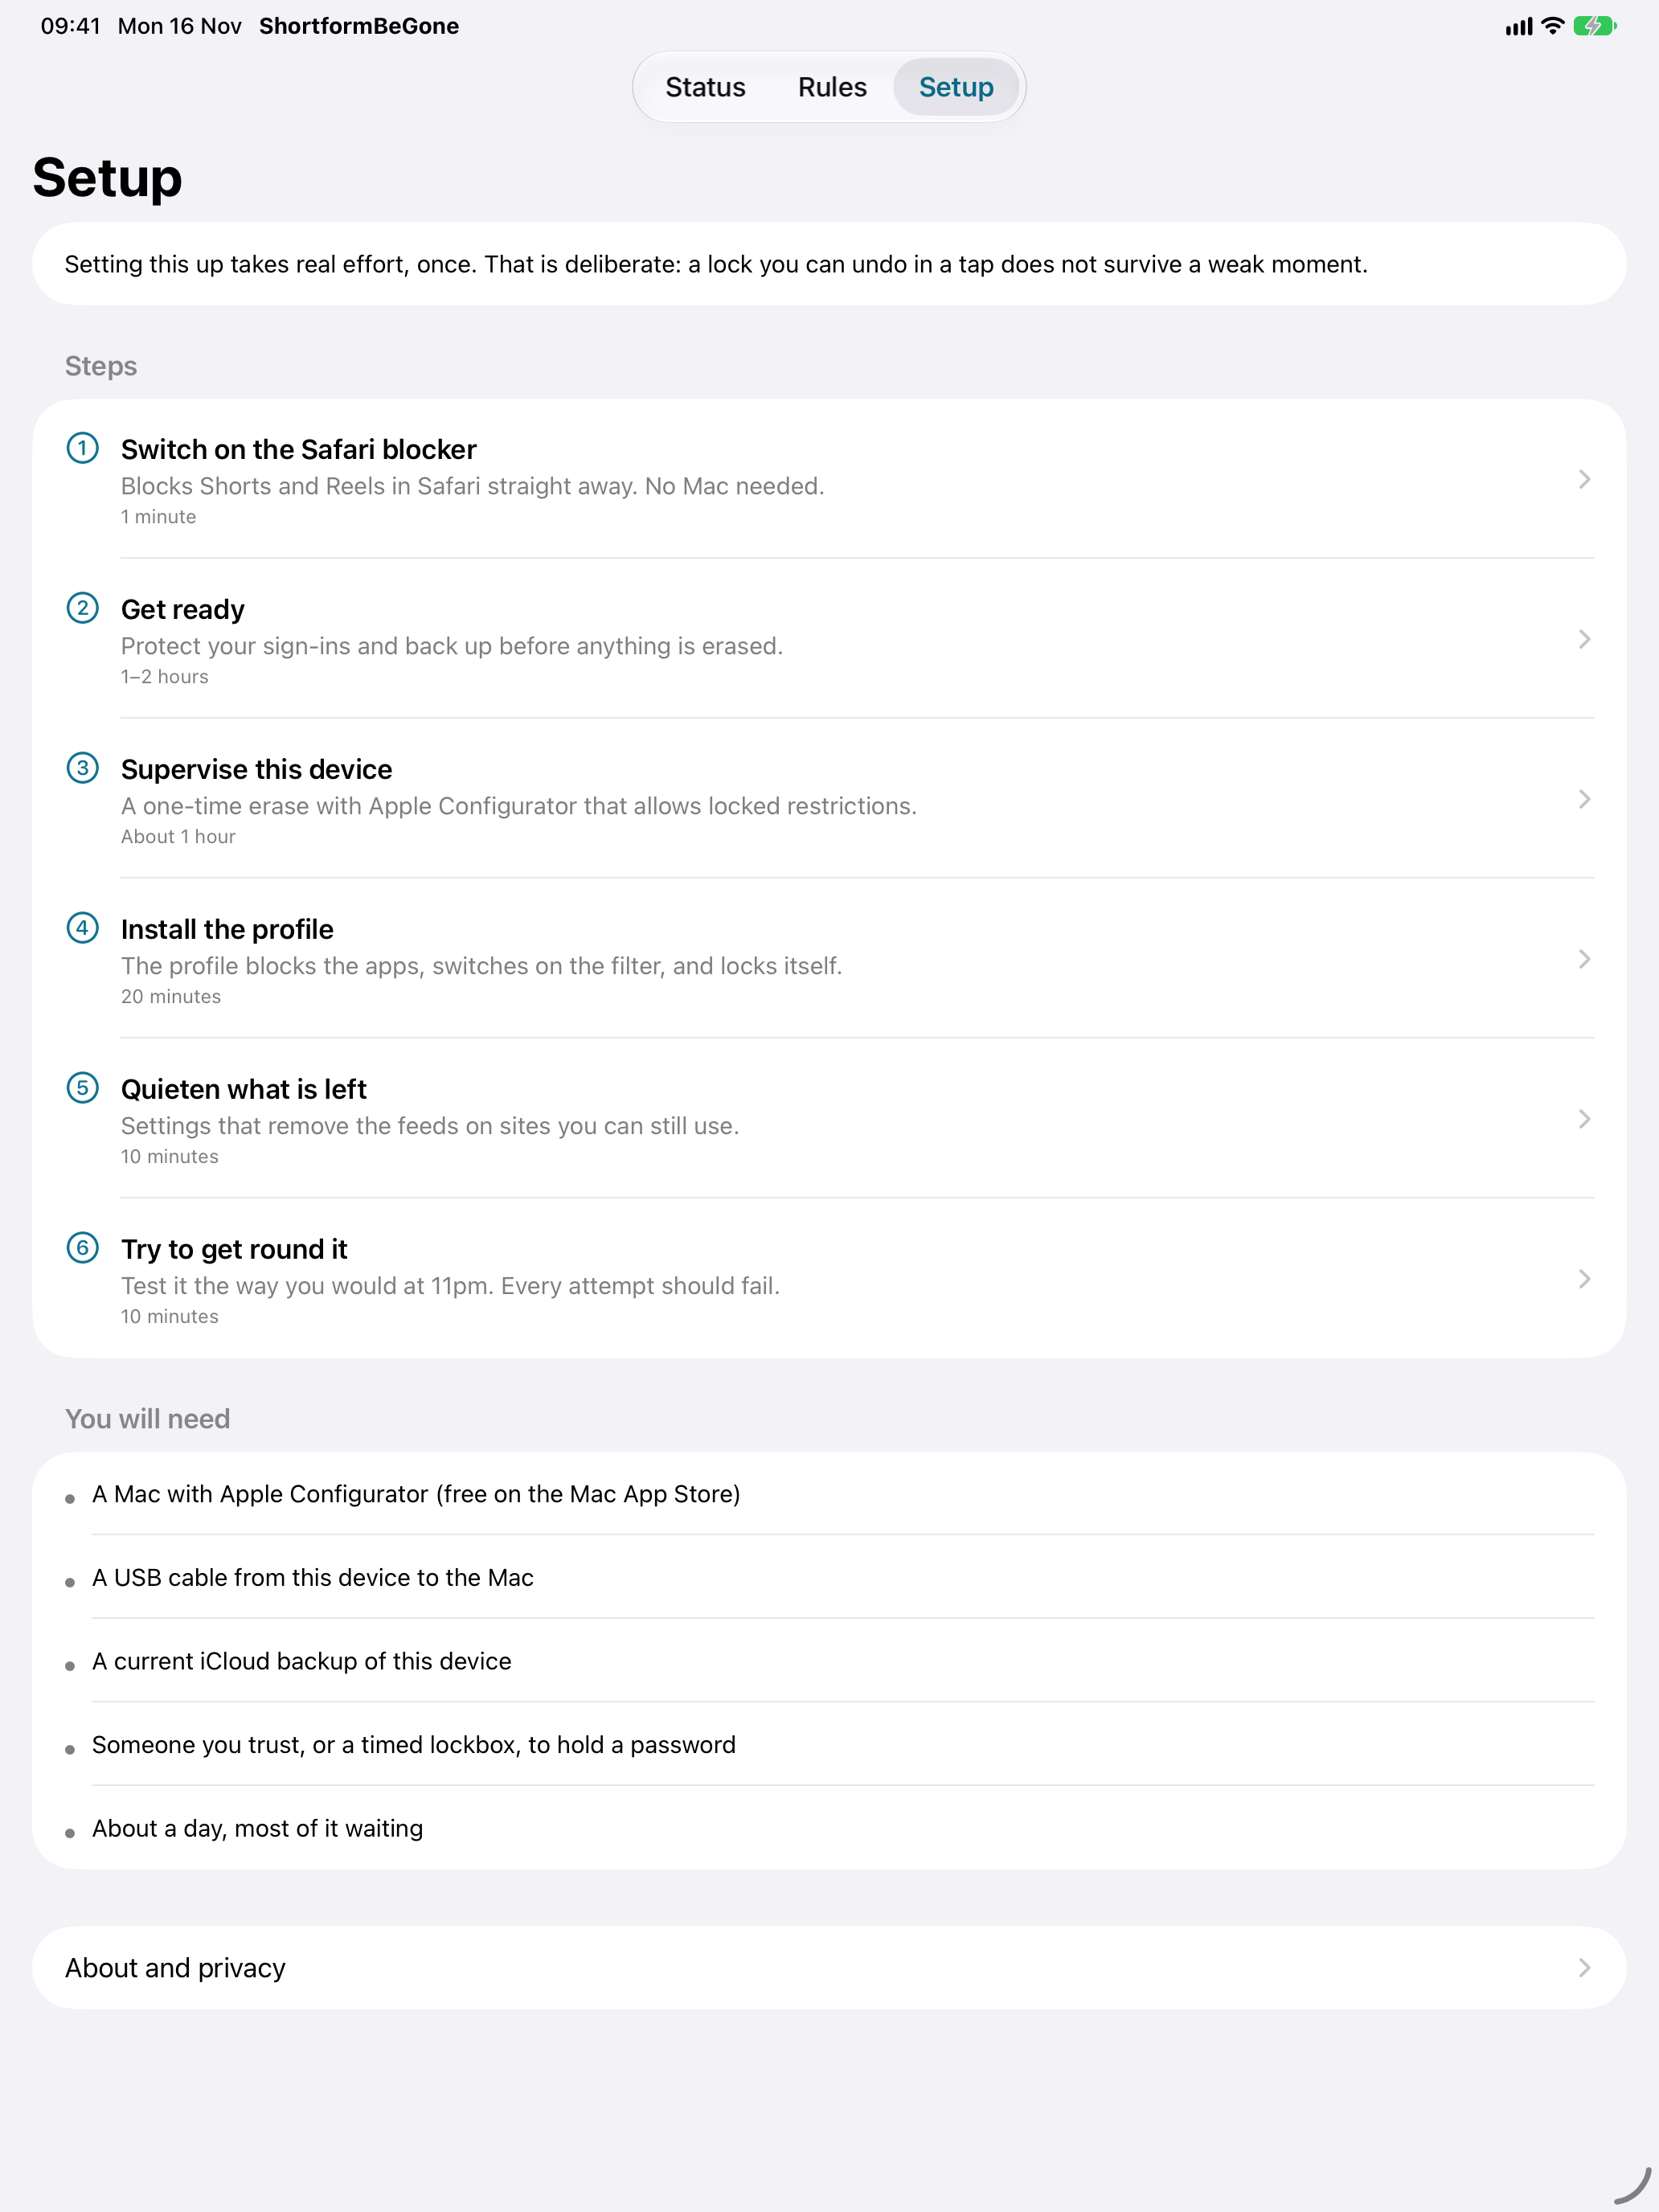 09:41 Mon 16 Nov ShortformBeGone
Status Rules Setup
Setup
Setting this up takes real effort, once. That is deliberate: a lock you can undo in a tap does not survive a weak moment.
Steps
1 Switch on the Safari blocker
Blocks Shorts and Reels in Safari straight away. No Mac needed.
1 minute
2 Get ready
Protect your sign-ins and back up before anything is erased.
1–2 hours
3 Supervise this device
A one-time erase with Apple Configurator that allows locked restrictions.
About 1 hour
4 Install the profile
The profile blocks the apps, switches on the filter, and locks itself.
20 minutes
5 Quieten what is left
Settings that remove the feeds on sites you can still use.
10 minutes
6 Try to get round it
Test it the way you would at 11pm. Every attempt should fail.
10 minutes
You will need
• A Mac with Apple Configurator (free on the Mac App Store)
• A USB cable from this device to the Mac
• A current iCloud backup of this device
• Someone you trust, or a timed lockbox, to hold a password
• About a day, most of it waiting
About and privacy